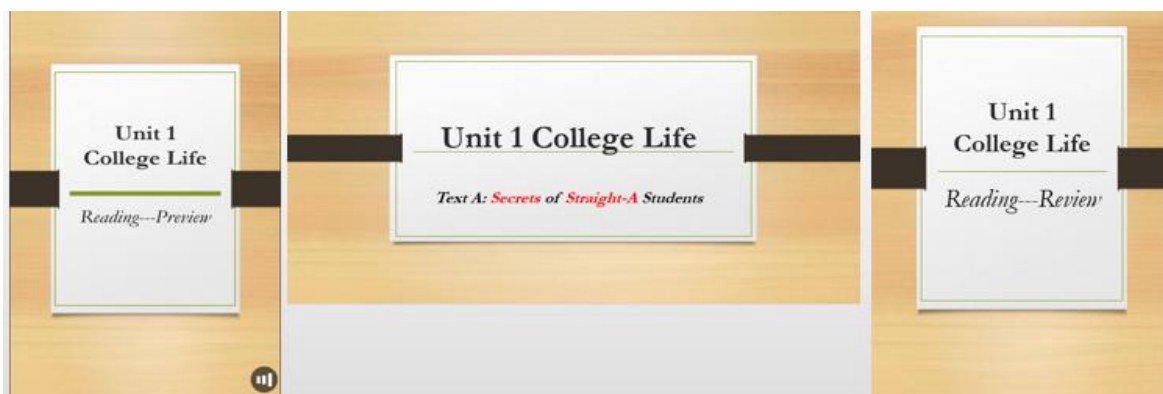 Unit 1
College Life
Reading---Preview
Unit 1 College Life
Text A: Secrets of Straight-A Students
Unit 1
College Life
Reading---Review